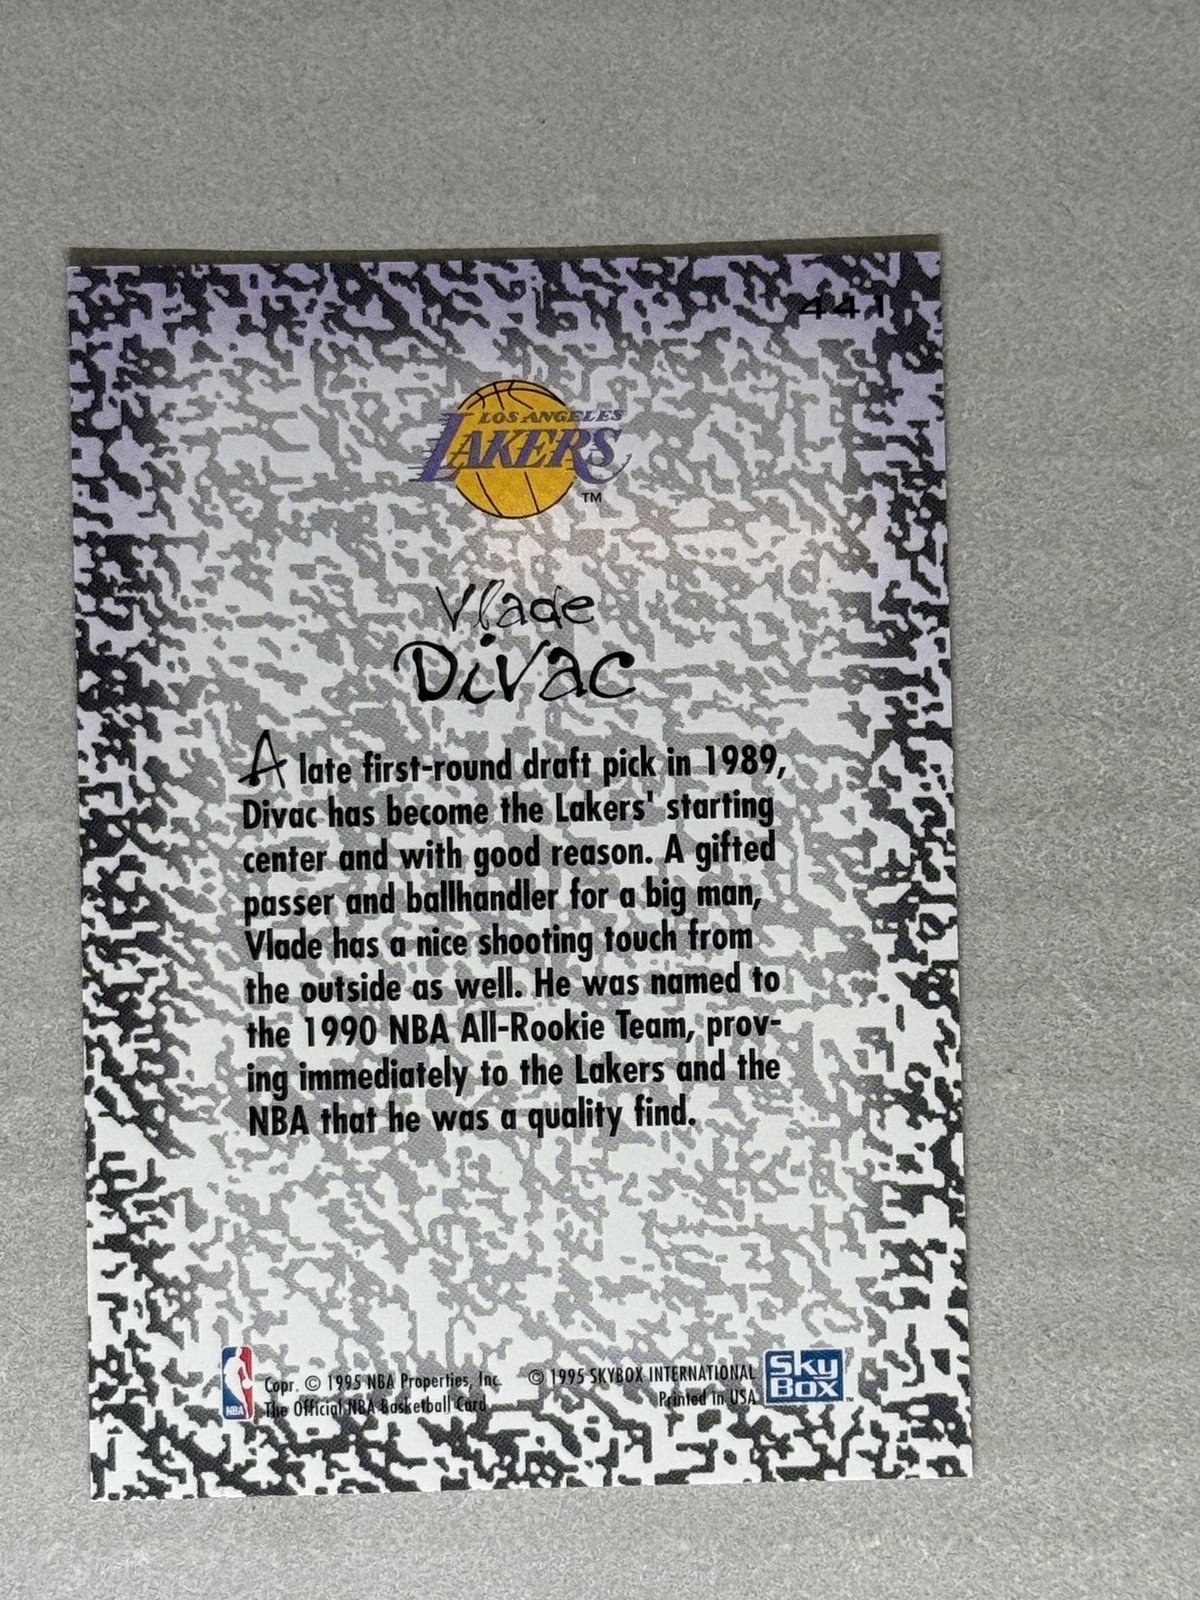 441
LOS ANGELES
LAKERS
TM
Vlade
Divac
A late first-round draft pick in 1989,
Divac has become the Lakers' starting
center and with good reason. A gifted
passer and ballhandler for a big man,
Vlade has a nice shooting touch from
the outside as well. He was named to
the 1990 NBA All-Rookie Team, prov-
ing immediately to the Lakers and the
NBA that he was a quality find.
NBA
Copr. © 1995 NBA Properties, Inc.
The Official NBA Basketball Card
© 1995 SKYBOX INTERNATIONAL
Printed in USA
Sky
Box